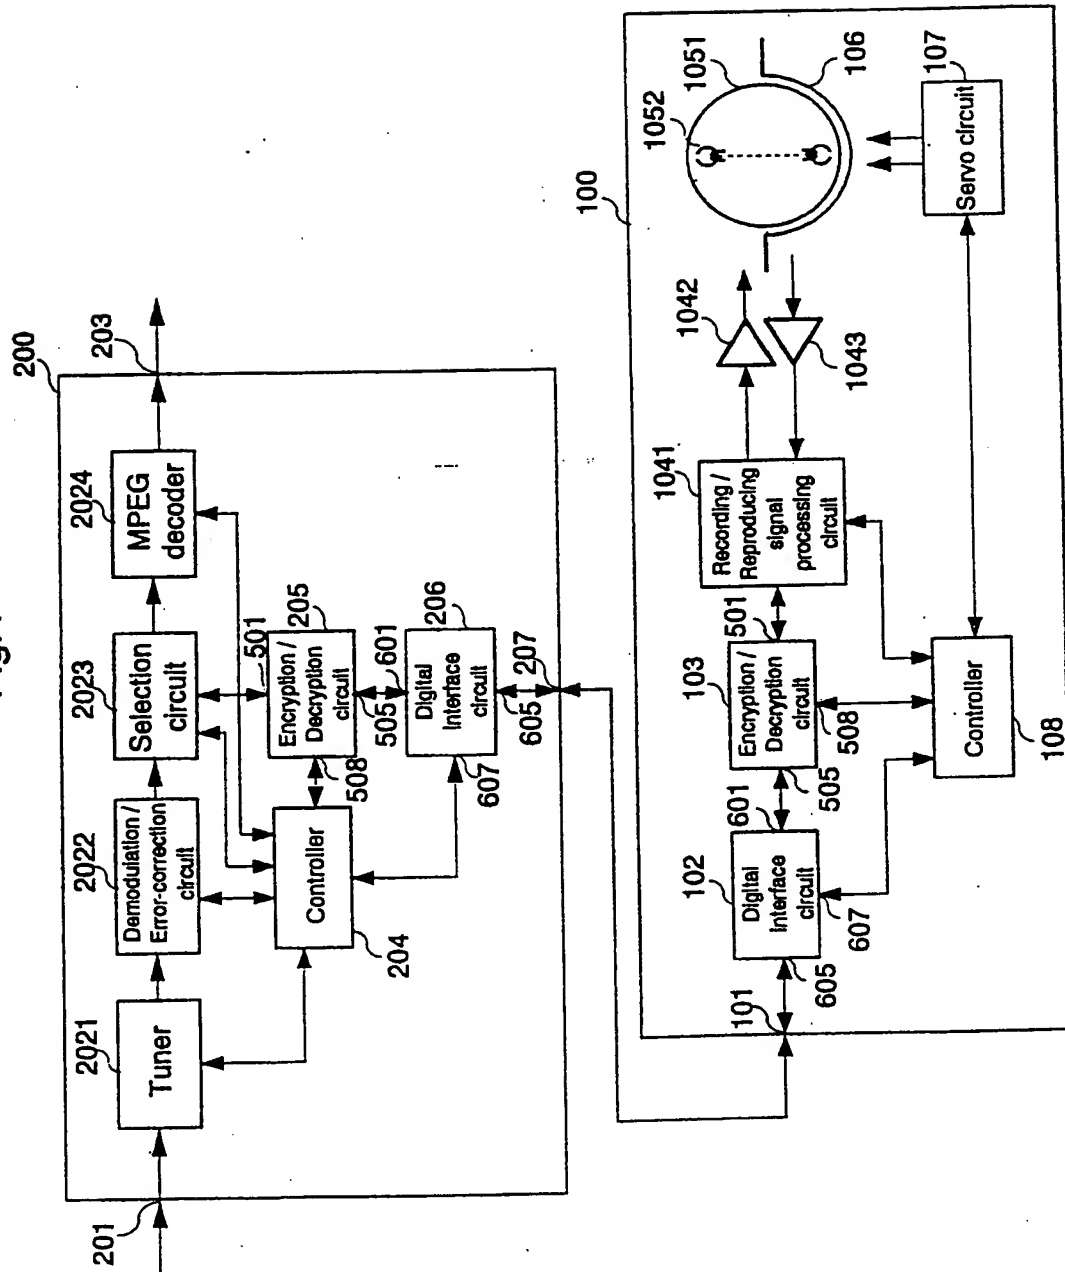 Fig.
200
201
2021
Tuner
2022
Demodulation /
Error-correction
circuit
2023
Selection
circuit
2024
MPEG
decoder
203
501
205
Encryption /
Decryption
circuit
508
505
601
206
Digital
Interface
circuit
607
605
207
Controller
204
100
101
102
Digital
Interface
circuit
605
607
601
103
Encryption /
Decryption
circuit
505
508
501
1041
Recording /
Reproducing
signal
processing
circuit
1042
1043
1052
1051
106
107
Servo circuit
Controller
108